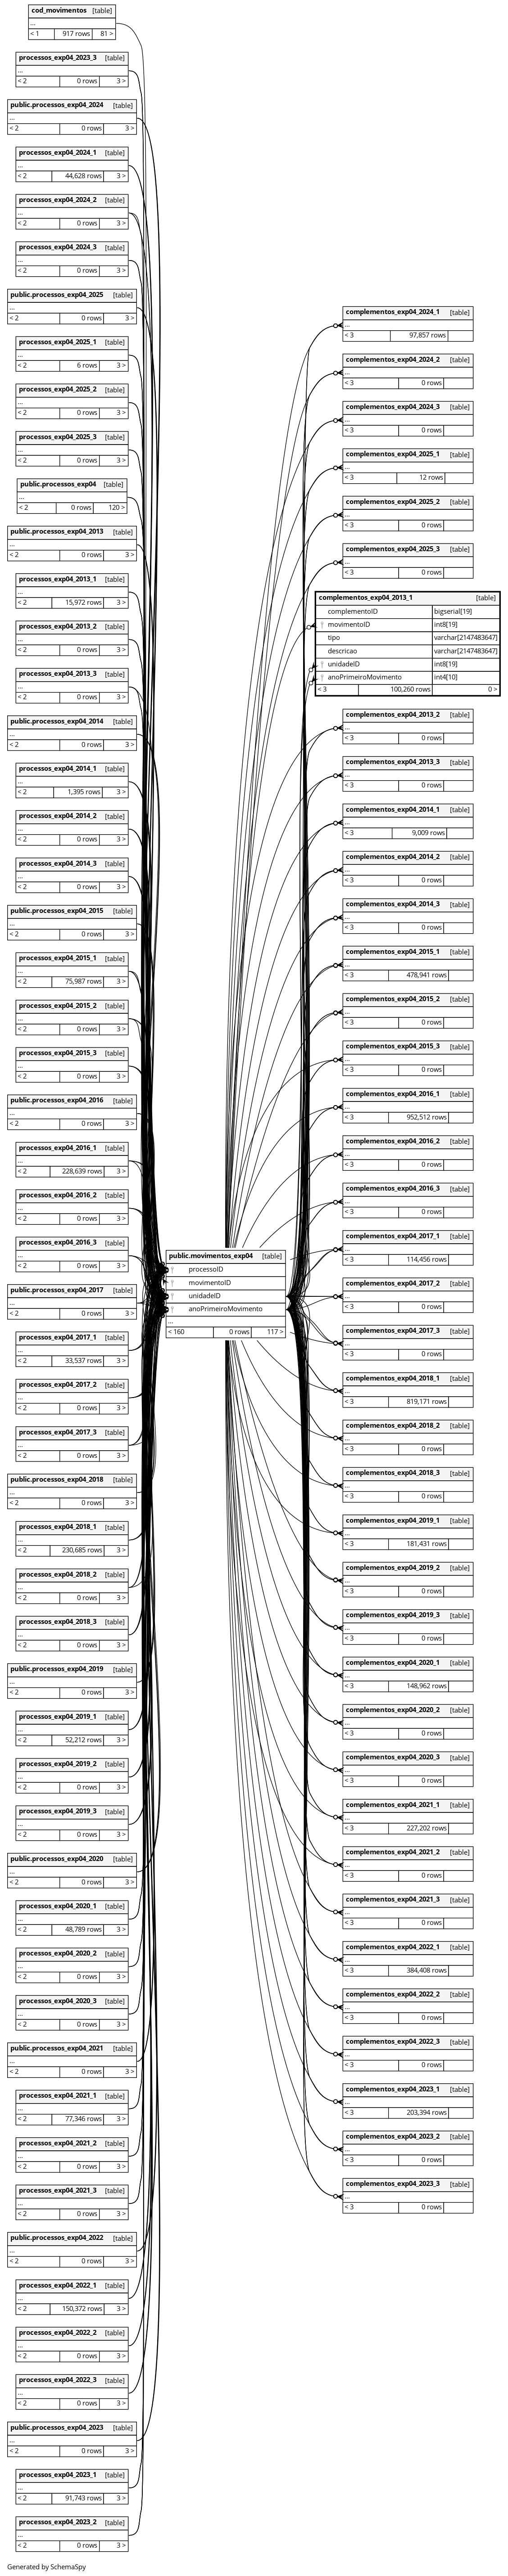 cod_movimentos [table]
...
< 1 917 rows 81 >
processos_exp04_2023_3 [table]
...
< 2 0 rows 3 >
public.processos_exp04_2024 [table]
...
< 2 0 rows 3 >
processos_exp04_2024_1 [table]
...
< 2 44,628 rows 3 >
processos_exp04_2024_2 [table]
...
< 2 0 rows 3 >
processos_exp04_2024_3 [table]
...
< 2 0 rows 3 >
public.processos_exp04_2025 [table]
...
< 2 0 rows 3 >
processos_exp04_2025_1 [table]
...
< 2 6 rows 3 >
processos_exp04_2025_2 [table]
...
< 2 0 rows 3 >
processos_exp04_2025_3 [table]
...
< 2 0 rows 3 >
public.processos_exp04 [table]
...
< 2 0 rows 120 >
public.processos_exp04_2013 [table]
...
< 2 0 rows 3 >
processos_exp04_2013_1 [table]
...
< 2 15,972 rows 3 >
processos_exp04_2013_2 [table]
...
< 2 0 rows 3 >
processos_exp04_2013_3 [table]
...
< 2 0 rows 3 >
public.processos_exp04_2014 [table]
...
< 2 0 rows 3 >
processos_exp04_2014_1 [table]
...
< 2 1,395 rows 3 >
processos_exp04_2014_2 [table]
...
< 2 0 rows 3 >
processos_exp04_2014_3 [table]
...
< 2 0 rows 3 >
public.processos_exp04_2015 [table]
...
< 2 0 rows 3 >
processos_exp04_2015_1 [table]
...
< 2 75,987 rows 3 >
processos_exp04_2015_2 [table]
...
< 2 0 rows 3 >
processos_exp04_2015_3 [table]
...
< 2 0 rows 3 >
public.processos_exp04_2016 [table]
...
< 2 0 rows 3 >
processos_exp04_2016_1 [table]
...
< 2 228,639 rows 3 >
processos_exp04_2016_2 [table]
...
< 2 0 rows 3 >
processos_exp04_2016_3 [table]
...
< 2 0 rows 3 >
public.processos_exp04_2017 [table]
...
< 2 0 rows 3 >
processos_exp04_2017_1 [table]
...
< 2 33,537 rows 3 >
processos_exp04_2017_2 [table]
...
< 2 0 rows 3 >
processos_exp04_2017_3 [table]
...
< 2 0 rows 3 >
public.processos_exp04_2018 [table]
...
< 2 0 rows 3 >
processos_exp04_2018_1 [table]
...
< 2 230,685 rows 3 >
processos_exp04_2018_2 [table]
...
< 2 0 rows 3 >
processos_exp04_2018_3 [table]
...
< 2 0 rows 3 >
public.processos_exp04_2019 [table]
...
< 2 0 rows 3 >
processos_exp04_2019_1 [table]
...
< 2 52,212 rows 3 >
processos_exp04_2019_2 [table]
...
< 2 0 rows 3 >
processos_exp04_2019_3 [table]
...
< 2 0 rows 3 >
public.processos_exp04_2020 [table]
...
< 2 0 rows 3 >
processos_exp04_2020_1 [table]
...
< 2 48,789 rows 3 >
processos_exp04_2020_2 [table]
...
< 2 0 rows 3 >
processos_exp04_2020_3 [table]
...
< 2 0 rows 3 >
public.processos_exp04_2021 [table]
...
< 2 0 rows 3 >
processos_exp04_2021_1 [table]
...
< 2 77,346 rows 3 >
processos_exp04_2021_2 [table]
...
< 2 0 rows 3 >
processos_exp04_2021_3 [table]
...
< 2 0 rows 3 >
public.processos_exp04_2022 [table]
...
< 2 0 rows 3 >
processos_exp04_2022_1 [table]
...
< 2 150,372 rows 3 >
processos_exp04_2022_2 [table]
...
< 2 0 rows 3 >
processos_exp04_2022_3 [table]
...
< 2 0 rows 3 >
public.processos_exp04_2023 [table]
...
< 2 0 rows 3 >
processos_exp04_2023_1 [table]
...
< 2 91,743 rows 3 >
processos_exp04_2023_2 [table]
...
< 2 0 rows 3 >
public.movimentos_exp04 [table]
processoID
movimentoID
unidadeID
anoPrimeiroMovimento
...
< 160 0 rows 117 >
complementos_exp04_2024_1 [table]
...
< 3 97,857 rows
complementos_exp04_2024_2 [table]
...
< 3 0 rows
complementos_exp04_2024_3 [table]
...
< 3 0 rows
complementos_exp04_2025_1 [table]
...
< 3 12 rows
complementos_exp04_2025_2 [table]
...
< 3 0 rows
complementos_exp04_2025_3 [table]
...
< 3 0 rows
complementos_exp04_2013_1 [table]
complementoID bigserial[19]
movimentoID int8[19]
tipo varchar[2147483647]
descricao varchar[2147483647]
unidadeID int8[19]
anoPrimeiroMovimento int4[10]
< 3 100,260 rows 0 >
complementos_exp04_2013_2 [table]
...
< 3 0 rows
complementos_exp04_2013_3 [table]
...
< 3 0 rows
complementos_exp04_2014_1 [table]
...
< 3 9,009 rows
complementos_exp04_2014_2 [table]
...
< 3 0 rows
complementos_exp04_2014_3 [table]
...
< 3 0 rows
complementos_exp04_2015_1 [table]
...
< 3 478,941 rows
complementos_exp04_2015_2 [table]
...
< 3 0 rows
complementos_exp04_2015_3 [table]
...
< 3 0 rows
complementos_exp04_2016_1 [table]
...
< 3 952,512 rows
complementos_exp04_2016_2 [table]
...
< 3 0 rows
complementos_exp04_2016_3 [table]
...
< 3 0 rows
complementos_exp04_2017_1 [table]
...
< 3 114,456 rows
complementos_exp04_2017_2 [table]
...
< 3 0 rows
complementos_exp04_2017_3 [table]
...
< 3 0 rows
complementos_exp04_2018_1 [table]
...
< 3 819,171 rows
complementos_exp04_2018_2 [table]
...
< 3 0 rows
complementos_exp04_2018_3 [table]
...
< 3 0 rows
complementos_exp04_2019_1 [table]
...
< 3 181,431 rows
complementos_exp04_2019_2 [table]
...
< 3 0 rows
complementos_exp04_2019_3 [table]
...
< 3 0 rows
complementos_exp04_2020_1 [table]
...
< 3 148,962 rows
complementos_exp04_2020_2 [table]
...
< 3 0 rows
complementos_exp04_2020_3 [table]
...
< 3 0 rows
complementos_exp04_2021_1 [table]
...
< 3 227,202 rows
complementos_exp04_2021_2 [table]
...
< 3 0 rows
complementos_exp04_2021_3 [table]
...
< 3 0 rows
complementos_exp04_2022_1 [table]
...
< 3 384,408 rows
complementos_exp04_2022_2 [table]
...
< 3 0 rows
complementos_exp04_2022_3 [table]
...
< 3 0 rows
complementos_exp04_2023_1 [table]
...
< 3 203,394 rows
complementos_exp04_2023_2 [table]
...
< 3 0 rows
complementos_exp04_2023_3 [table]
...
< 3 0 rows
Generated by SchemaSpy